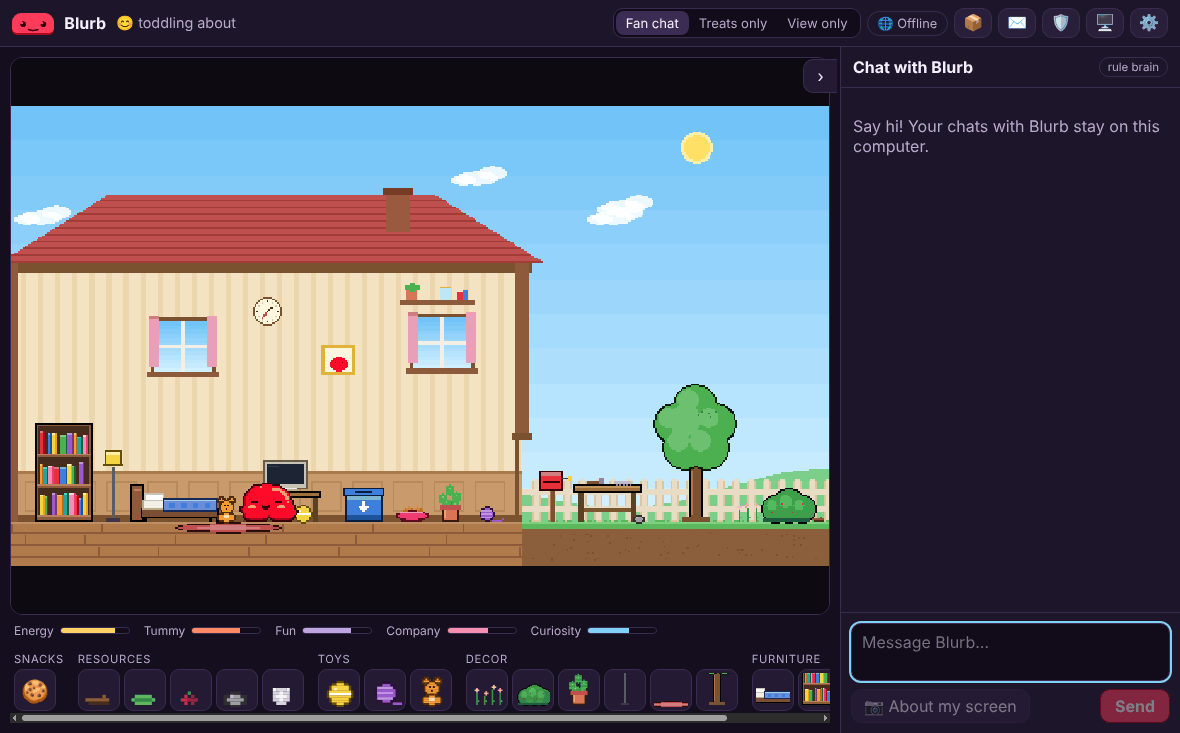 Blurb 😊 toddling about
Fan chat Treats only View only 🌐 Offline
Chat with Blurb rule brain
Say hi! Your chats with Blurb stay on this
computer.
Energy Tummy Fun Company Curiosity
SNACKS RESOURCES TOYS DECOR FURNITURE
Message Blurb...
📷 About my screen Send